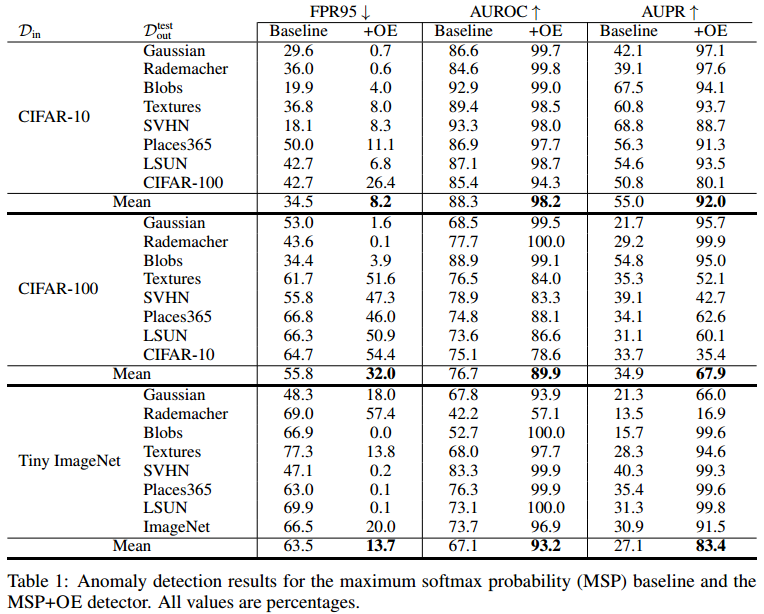 FPR95 ↓ AUROC ↑ AUPR ↑
D_in D_out^test Baseline +OE Baseline +OE Baseline +OE
Gaussian 29.6 0.7 86.6 99.7 42.1 97.1
Rademacher 36.0 0.6 84.6 99.8 39.1 97.6
Blobs 19.9 4.0 92.9 99.0 67.5 94.1
Textures 36.8 8.0 89.4 98.5 60.8 93.7
CIFAR-10
SVHN 18.1 8.3 93.3 98.0 68.8 88.7
Places365 50.0 11.1 86.9 97.7 56.3 91.3
LSUN 42.7 6.8 87.1 98.7 54.6 93.5
CIFAR-100 42.7 26.4 85.4 94.3 50.8 80.1
Mean 34.5 8.2 88.3 98.2 55.0 92.0
Gaussian 53.0 1.6 68.5 99.5 21.7 95.7
Rademacher 43.6 0.1 77.7 100.0 29.2 99.9
Blobs 34.4 3.9 88.9 99.1 54.8 95.0
Textures 61.7 51.6 76.5 84.0 35.3 52.1
CIFAR-100
SVHN 55.8 47.3 78.9 83.3 39.1 42.7
Places365 66.8 46.0 74.8 88.1 34.1 62.6
LSUN 66.3 50.9 73.6 86.6 31.1 60.1
CIFAR-10 64.7 54.4 75.1 78.6 33.7 35.4
Mean 55.8 32.0 76.7 89.9 34.9 67.9
Gaussian 48.3 18.0 67.8 93.9 21.3 66.0
Rademacher 69.0 57.4 42.2 57.1 13.5 16.9
Blobs 66.9 0.0 52.7 100.0 15.7 99.6
Textures 77.3 13.8 68.0 97.7 28.3 94.6
Tiny ImageNet
SVHN 47.1 0.2 83.3 99.9 40.3 99.3
Places365 63.0 0.1 76.3 99.9 35.4 99.6
LSUN 69.9 0.1 73.1 100.0 31.3 99.8
ImageNet 66.5 20.0 73.7 96.9 30.9 91.5
Mean 63.5 13.7 67.1 93.2 27.1 83.4
Table 1: Anomaly detection results for the maximum softmax probability (MSP) baseline and the
MSP+OE detector. All values are percentages.